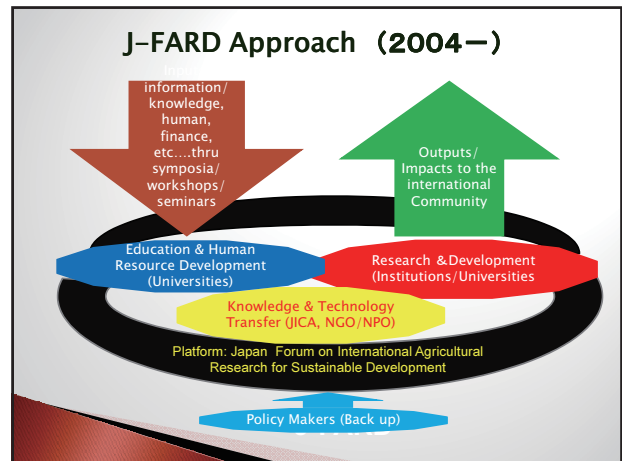 J-FARD Approach （2004－）
information/
knowledge,
human,
finance,
etc....thru
symposia/
workshops/
seminars
Outputs/
Impacts to the
international
Community
Education & Human
Resource Development
(Universities)
Research &Development
(Institutions/Universities
Knowledge & Technology
Transfer (JICA, NGO/NPO)
Platform: Japan Forum on International Agricultural
Research for Sustainable Development
Policy Makers (Back up)